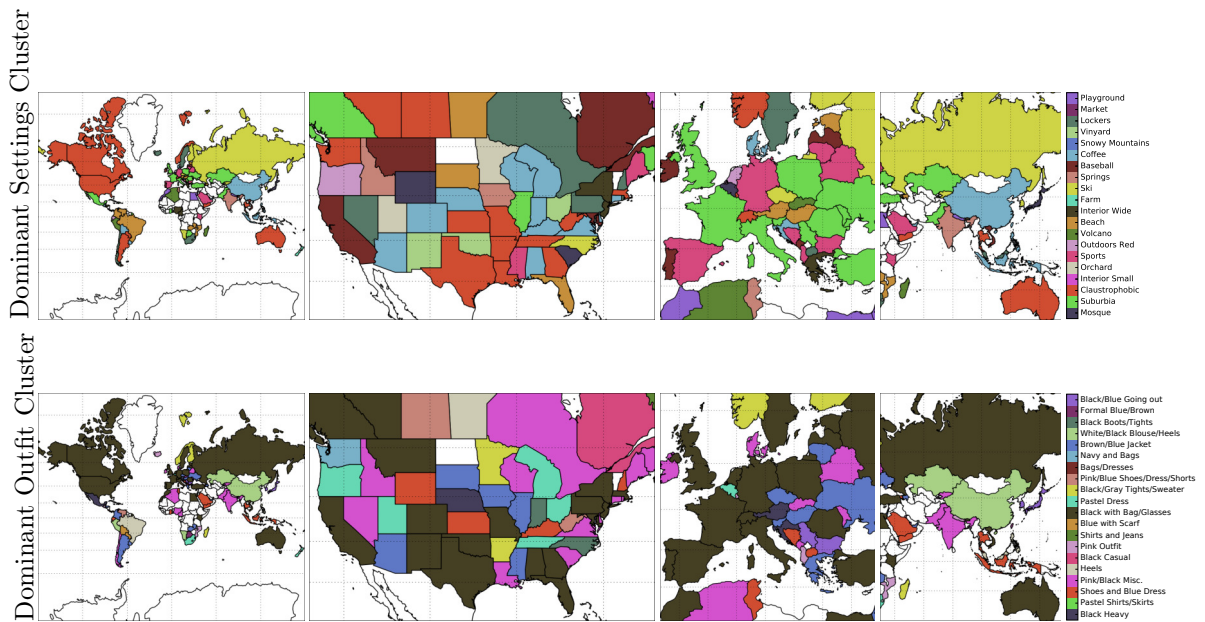 Dominant Settings Cluster
Playground
Market
Lockers
Vinyard
Snowy Mountains
Coffee
Baseball
Springs
Ski
Farm
Interior Wide
Beach
Volcano
Outdoors Red
Sports
Orchard
Interior Small
Claustrophobic
Suburbia
Mosque
Dominant Outfit Cluster
Black/Blue Going out
Formal Blue/Brown
Black Boots/Tights
White/Black Blouse/Heels
Brown/Blue Jacket
Navy and Bags
Bags/Dresses
Pink/Blue Shoes/Dress/Shorts
Black/Gray Tights/Sweater
Pastel Dress
Black with Bag/Glasses
Blue with Scarf
Shirts and Jeans
Pink Outfit
Black Casual
Heels
Pink/Black Misc.
Shoes and Blue Dress
Pastel Shirts/Skirts
Black Heavy